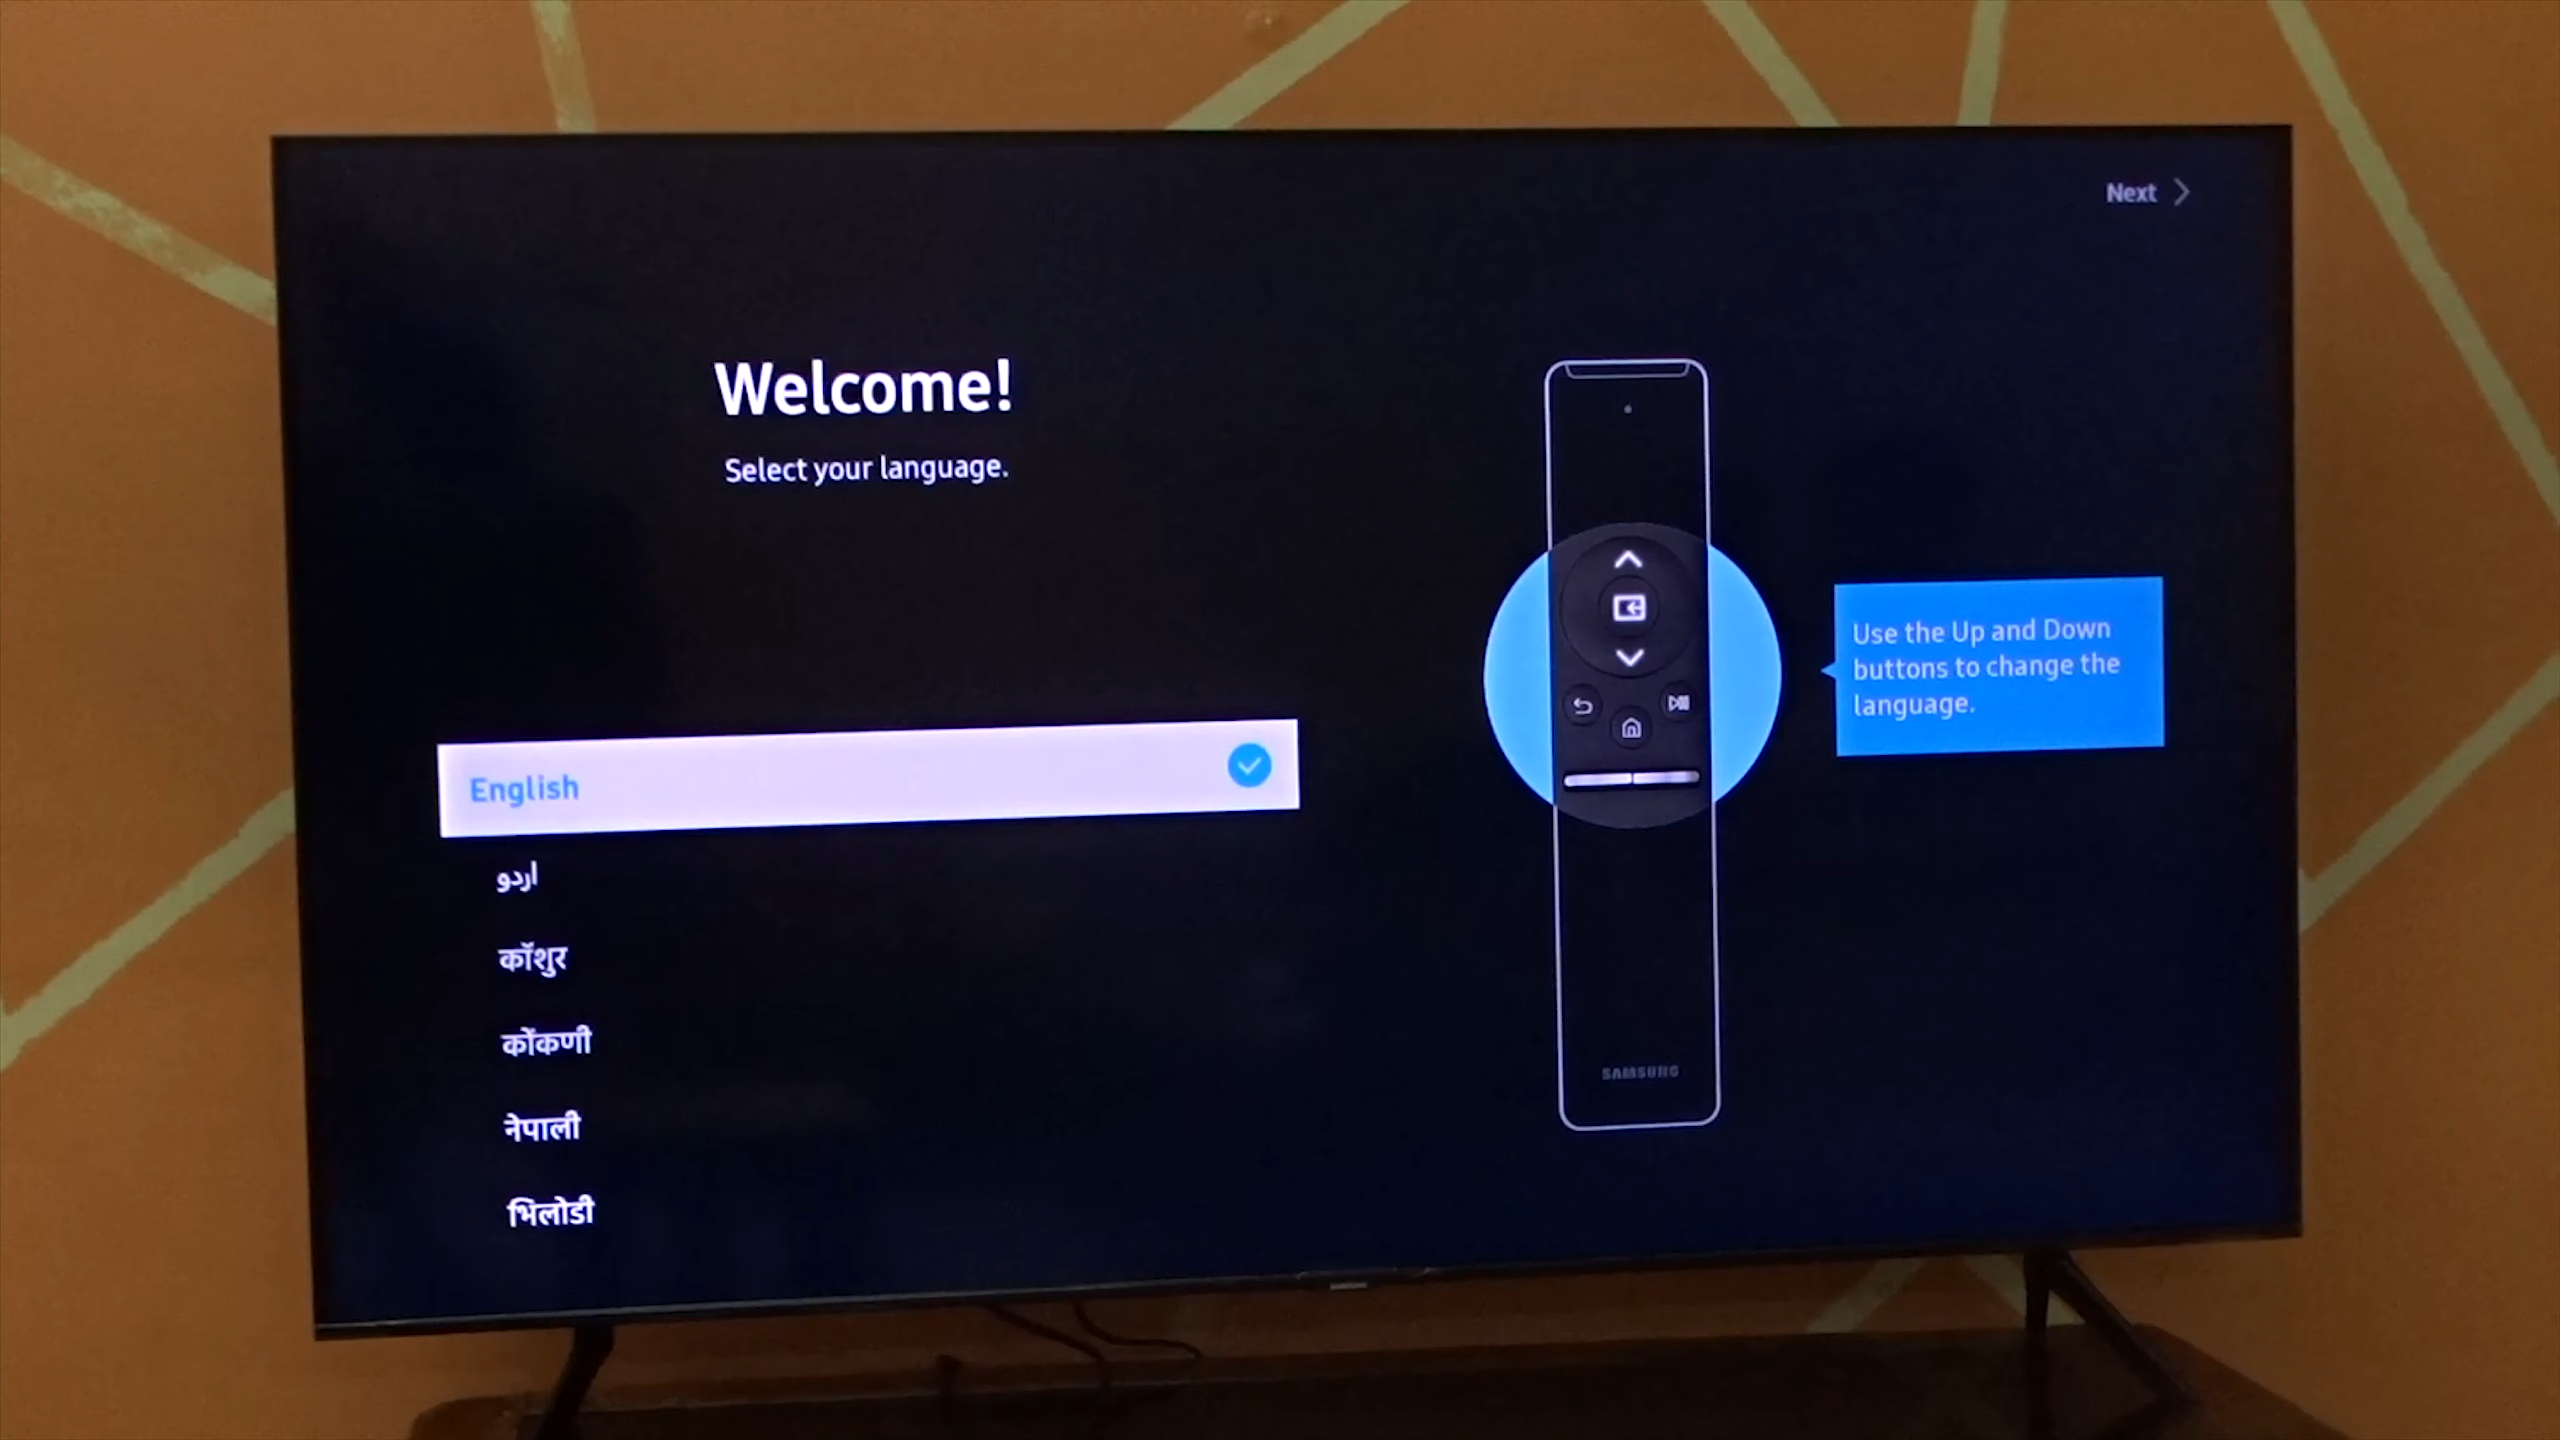 Next
Welcome!
Select your language.
English
اردو
कॉशुर
कोंकणी
नेपाली
भिलोडी
Use the Up and Down
buttons to change the
language.
SAMSUNG